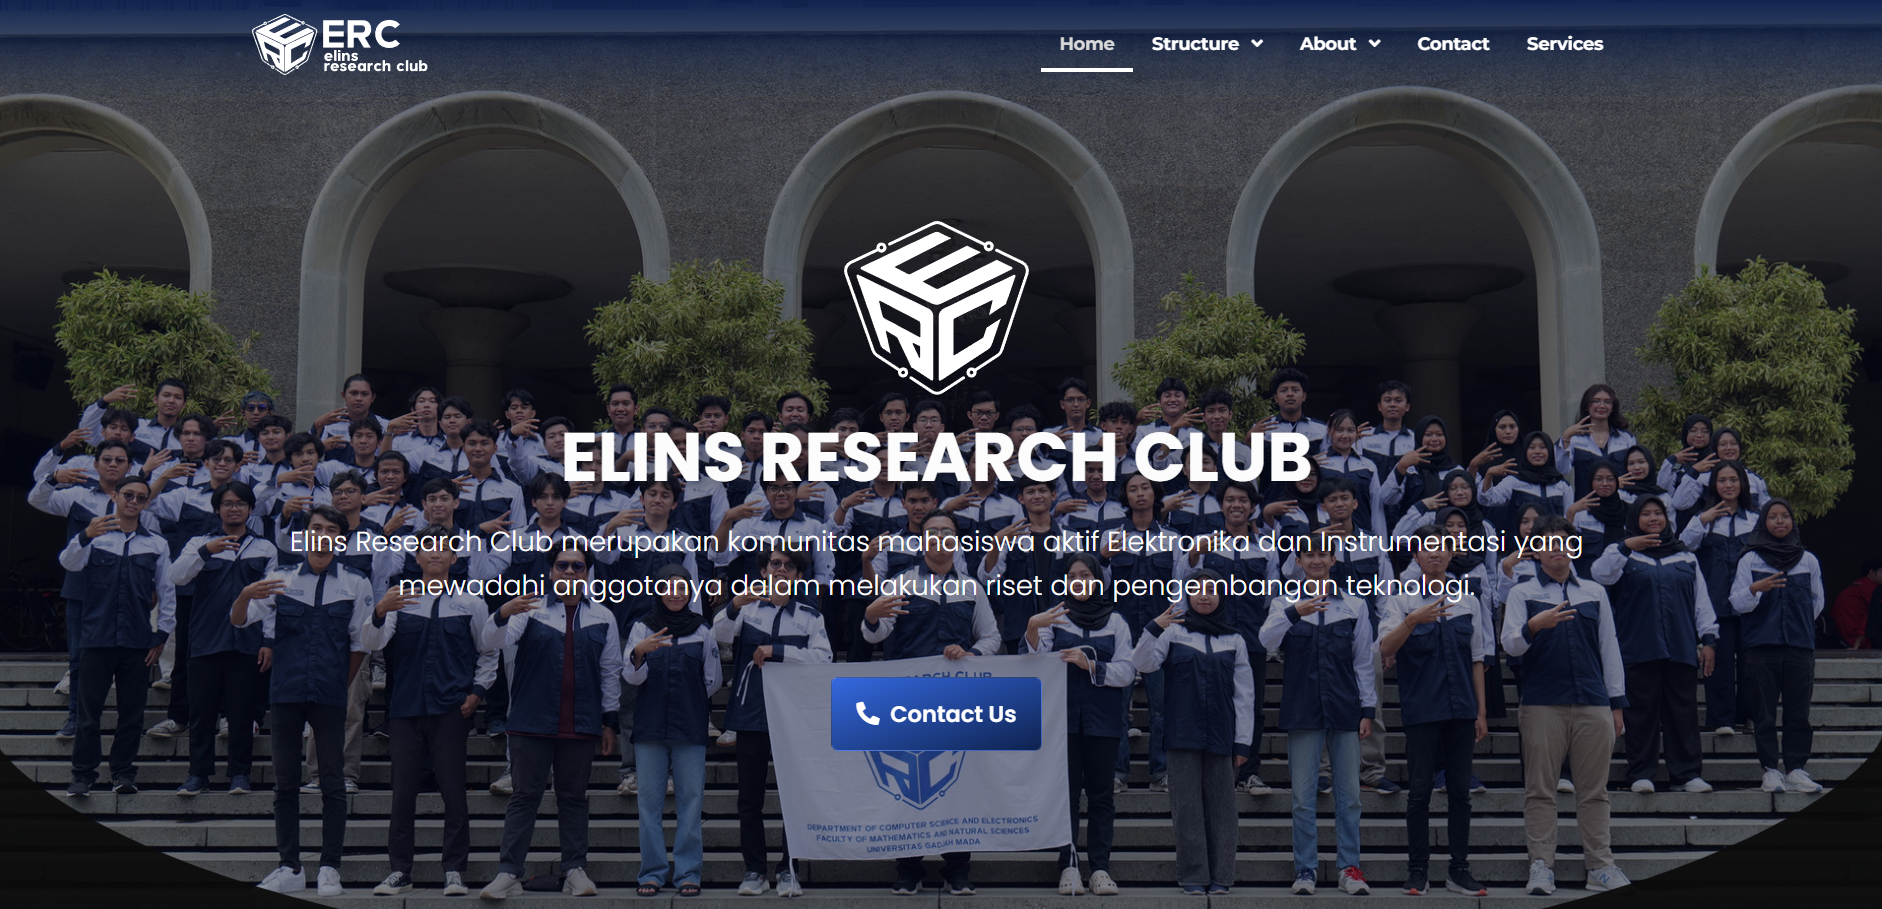 ERC
elins
research club
Home
Structure
About
Contact
Services
ERC
ELINS RESEARCH CLUB
Elins Research Club merupakan komunitas mahasiswa aktif Elektronika dan Instrumentasi yang
mewadahi anggotanya dalam melakukan riset dan pengembangan teknologi.
CLUB
Contact Us
DEPARTMENT OF COMPUTER SCIENCE AND ELECTRONICS
FACULTY OF MATHEMATICS AND NATURAL SCIENCES
UNIVERSITAS GADJAH MADA